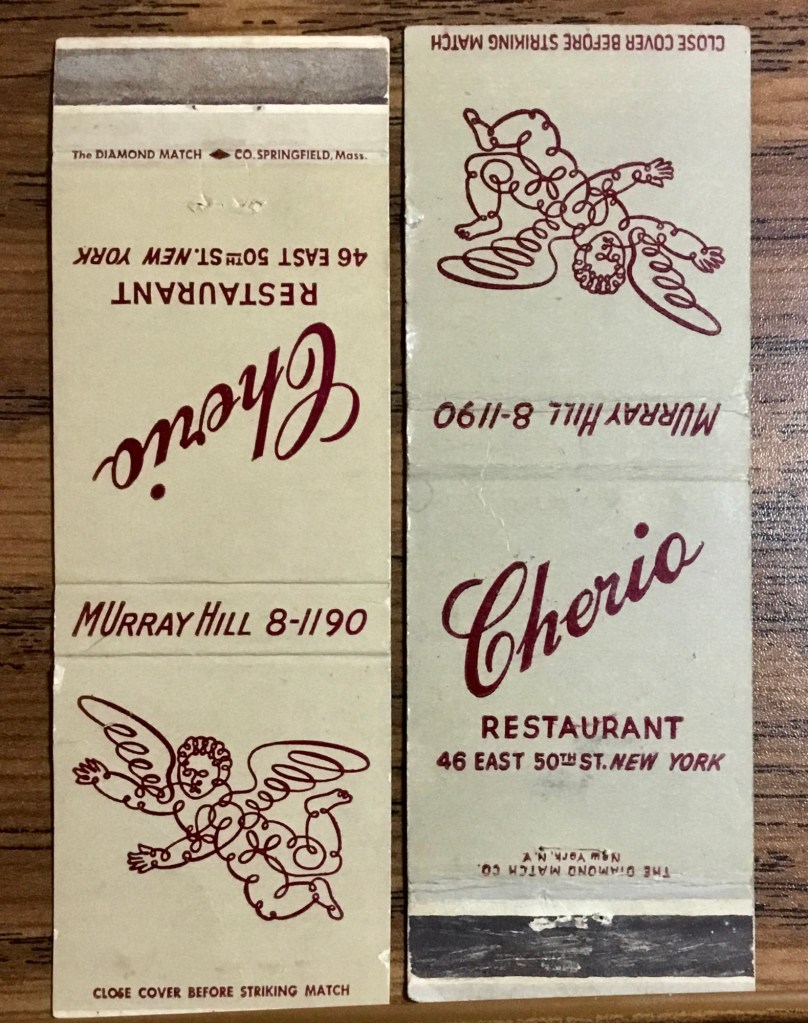 The DIAMOND MATCH CO. SPRINGFIELD, Mass.
46 EAST 50TH ST. NEW YORK
RESTAURANT
Cherio
MURRAY HILL 8-1190
CLOSE COVER BEFORE STRIKING MATCH
CLOSE COVER BEFORE STRIKING MATCH
MURRAY HILL 8-1190
Cherio
RESTAURANT
46 EAST 50TH ST. NEW YORK
THE DIAMOND MATCH CO.
New York, N.Y.